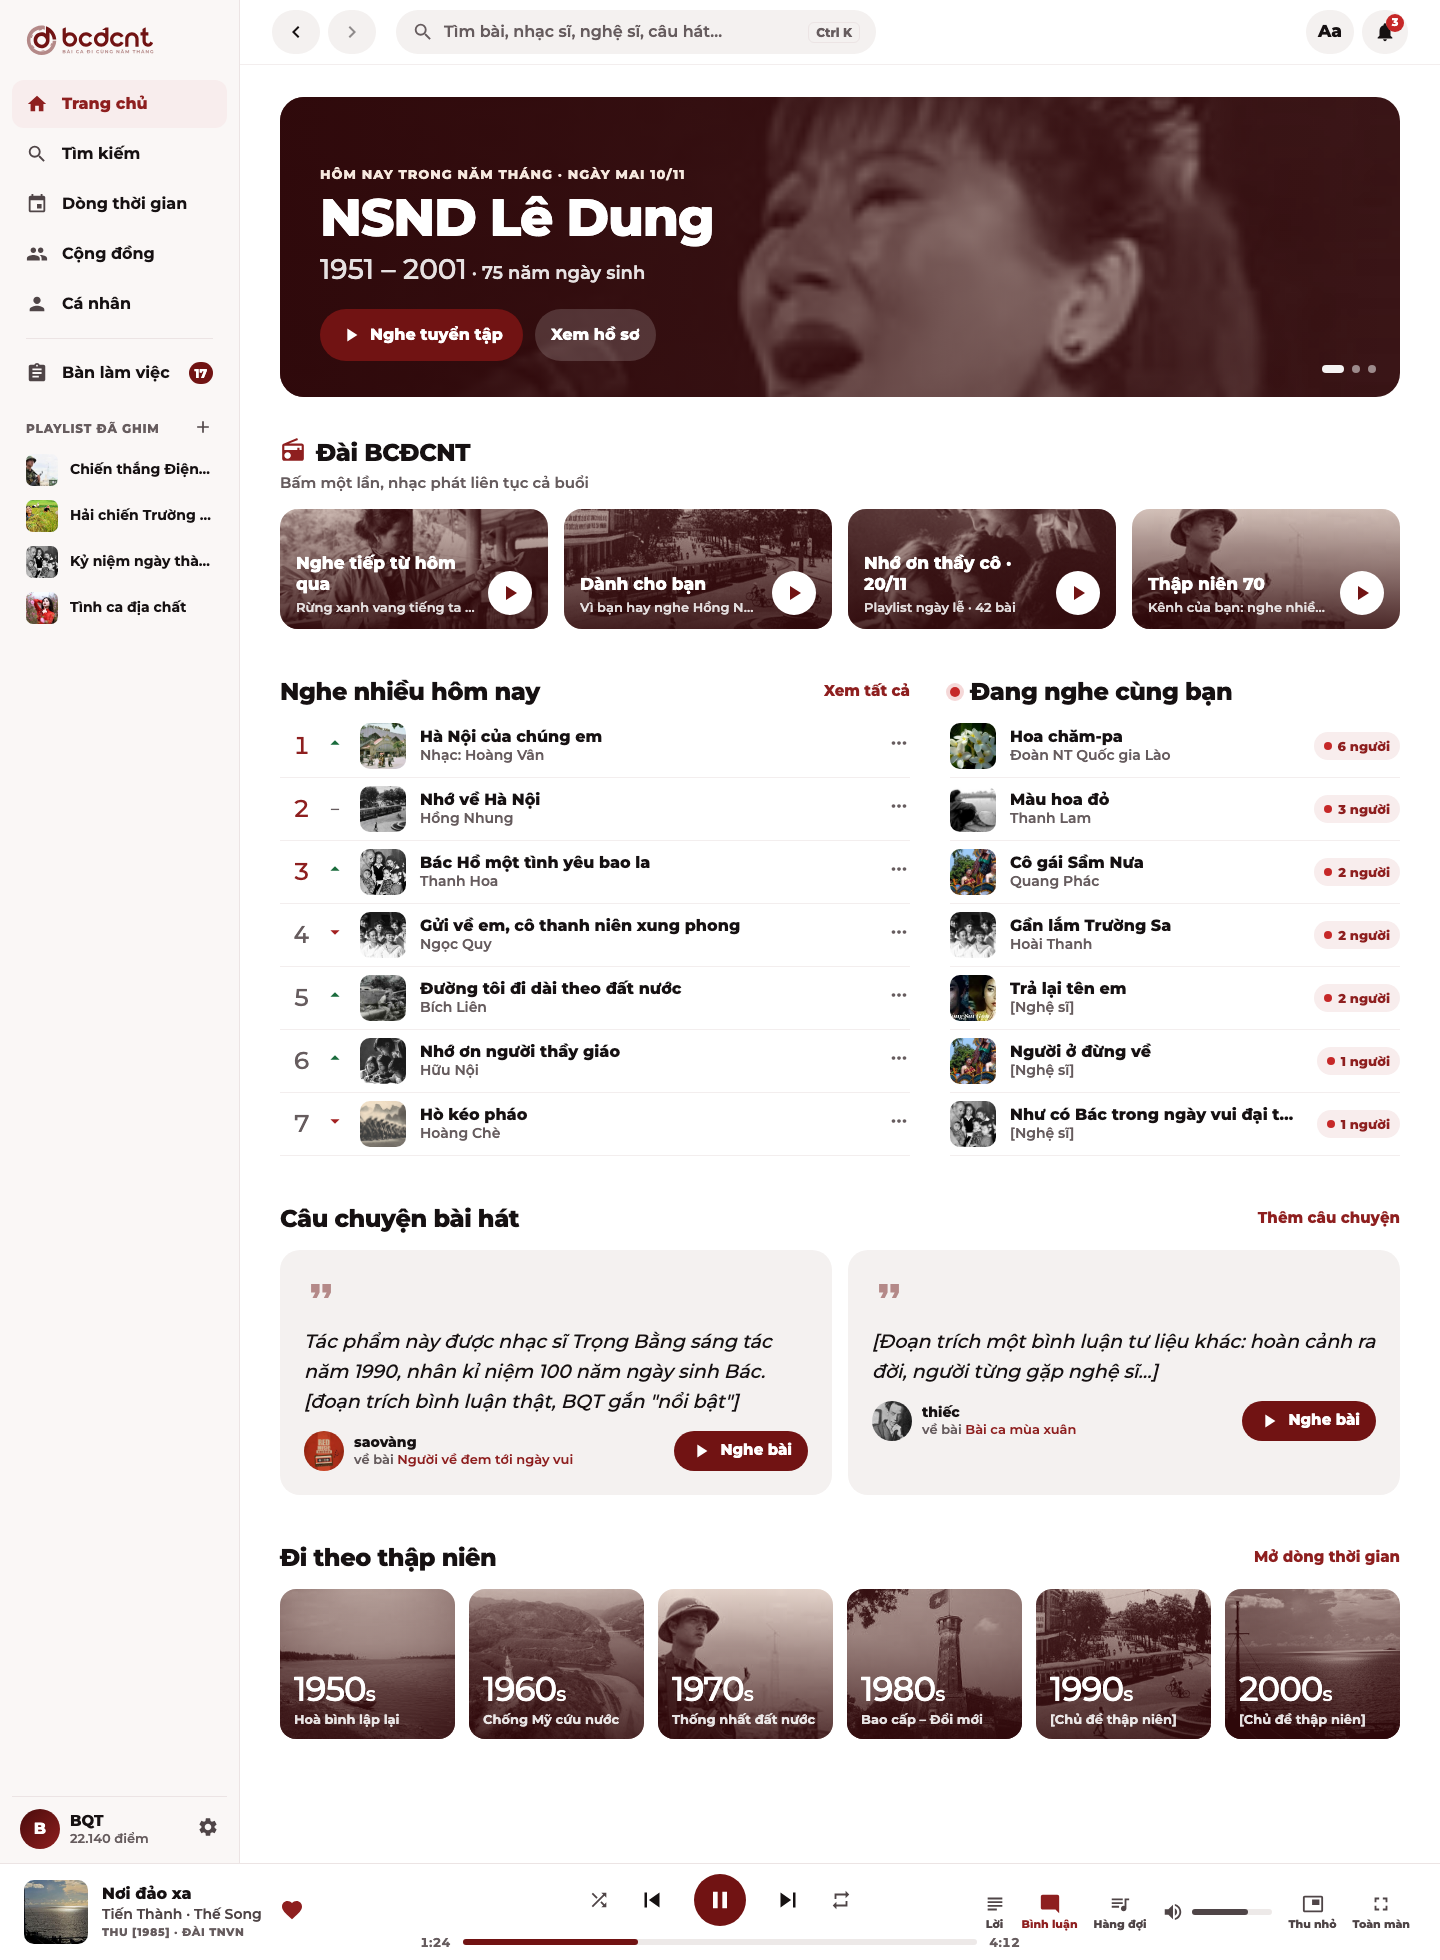 bcdcnt
BÀI CA ĐI CÙNG NĂM THÁNG
Trang chủ
Tìm kiếm
Dòng thời gian
Cộng đồng
Cá nhân
Bàn làm việc 17
PLAYLIST ĐÃ GHIM
Chiến thắng Điện...
Hải chiến Trường ...
Kỷ niệm ngày thà...
Tình ca địa chất
BQT
22.140 điểm
Tìm bài, nhạc sĩ, nghệ sĩ, câu hát... Ctrl K
Aa
3
HÔM NAY TRONG NĂM THÁNG · NGÀY MAI 10/11
NSND Lê Dung
1951 – 2001 · 75 năm ngày sinh
Nghe tuyển tập Xem hồ sơ
Đài BCĐCNT
Bấm một lần, nhạc phát liên tục cả buổi
Nghe tiếp từ hôm
qua
Rừng xanh vang tiếng ta ...
Dành cho bạn
Vì bạn hay nghe Hồng N...
Nhớ ơn thầy cô ·
20/11
Playlist ngày lễ · 42 bài
Thập niên 70
Kênh của bạn: nghe nhiề...
Nghe nhiều hôm nay Xem tất cả
1 Hà Nội của chúng em
Nhạc: Hoàng Vân
2 – Nhớ về Hà Nội
Hồng Nhung
3 Bác Hồ một tình yêu bao la
Thanh Hoa
4 Gửi về em, cô thanh niên xung phong
Ngọc Quy
5 Đường tôi đi dài theo đất nước
Bích Liên
6 Nhớ ơn người thầy giáo
Hữu Nội
7 Hò kéo pháo
Hoàng Chè
Đang nghe cùng bạn
Hoa chăm-pa
Đoàn NT Quốc gia Lào
6 người
Màu hoa đỏ
Thanh Lam
3 người
Cô gái Sầm Nưa
Quang Phác
2 người
Gần lắm Trường Sa
Hoài Thanh
2 người
Trả lại tên em
[Nghệ sĩ]
2 người
Người ở đừng về
[Nghệ sĩ]
1 người
Như có Bác trong ngày vui đại t...
[Nghệ sĩ]
1 người
Câu chuyện bài hát Thêm câu chuyện
Tác phẩm này được nhạc sĩ Trọng Bằng sáng tác
năm 1990, nhân kỉ niệm 100 năm ngày sinh Bác.
[đoạn trích bình luận thật, BQT gắn "nổi bật"]
saovàng
về bài Người về đem tới ngày vui
Nghe bài
[Đoạn trích một bình luận tư liệu khác: hoàn cảnh ra
đời, người từng gặp nghệ sĩ...]
thiếc
về bài Bài ca mùa xuân
Nghe bài
Đi theo thập niên Mở dòng thời gian
1950s
Hoà bình lập lại
1960s
Chống Mỹ cứu nước
1970s
Thống nhất đất nước
1980s
Bao cấp – Đổi mới
1990s
[Chủ đề thập niên]
2000s
[Chủ đề thập niên]
Nơi đảo xa
Tiến Thành · Thế Song
THU [1985] · ĐÀI TNVN
1:24 4:12
Lời Bình luận Hàng đợi Thu nhỏ Toàn màn